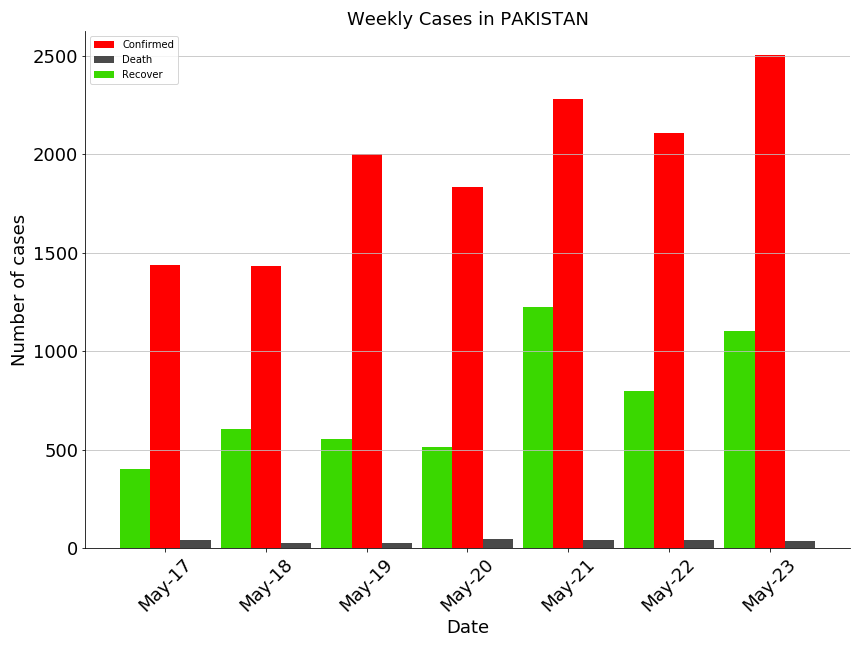 Weekly Cases in PAKISTAN
Confirmed
Death
Recover
2500
2000
1500
1000
500
0
Number of cases
May-17
May-18
May-19
May-20
May-21
May-22
May-23
Date